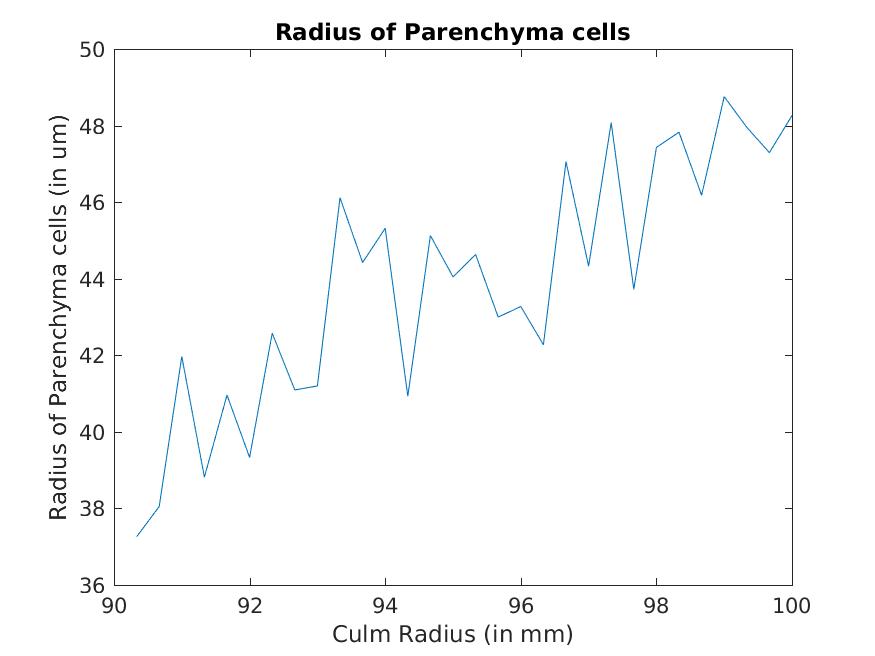 Radius of Parenchyma cells
Radius of Parenchyma cells (in um)
50
48
46
44
42
40
38
36
90 92 94 96 98 100
Culm Radius (in mm)